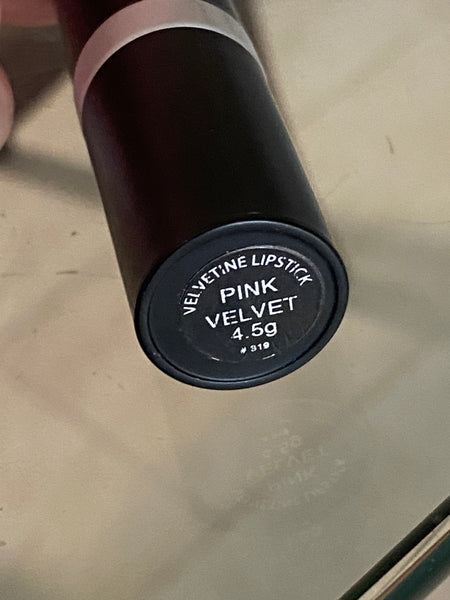 VELVETINE LIPSTICK
PINK
VELVET
4.5g
# 319